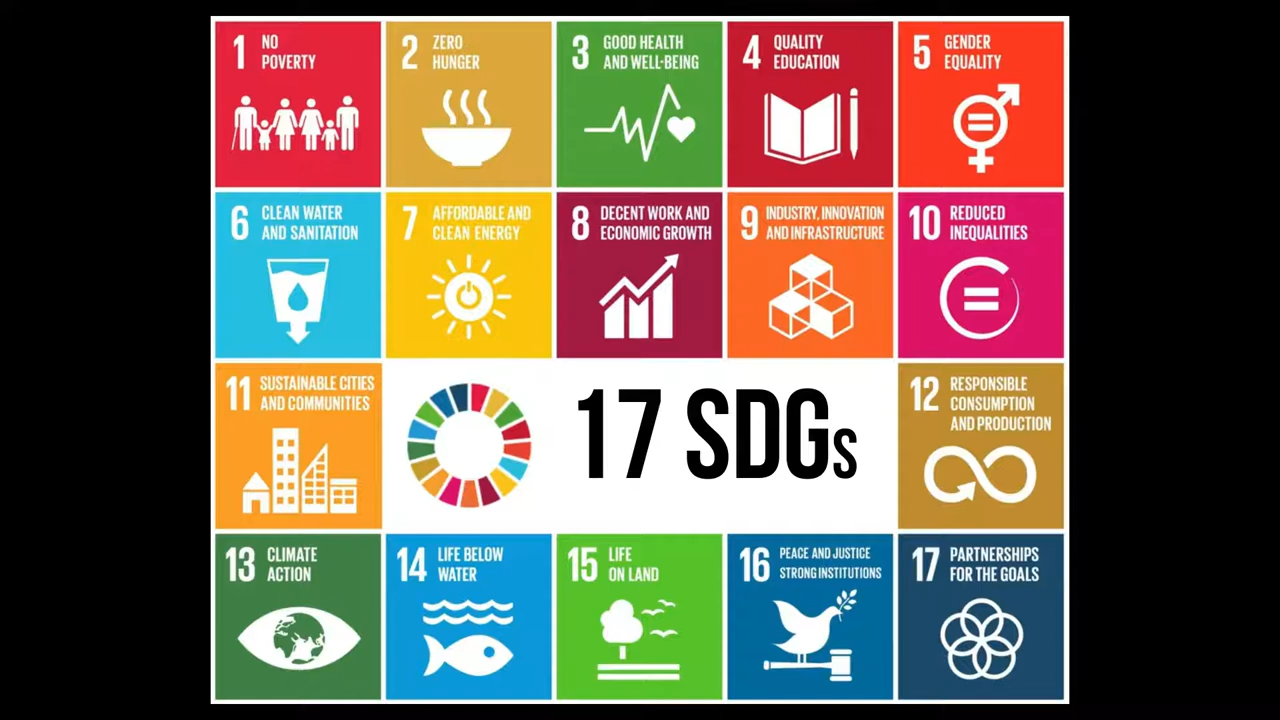 1 NO
POVERTY
2 ZERO
HUNGER
3 GOOD HEALTH
AND WELL-BEING
4 QUALITY
EDUCATION
5 GENDER
EQUALITY
6 CLEAN WATER
AND SANITATION
7 AFFORDABLE AND
CLEAN ENERGY
8 DECENT WORK AND
ECONOMIC GROWTH
9 INDUSTRY, INNOVATION
AND INFRASTRUCTURE
10 REDUCED
INEQUALITIES
11 SUSTAINABLE CITIES
AND COMMUNITIES
17 SDGs
12 RESPONSIBLE
CONSUMPTION
AND PRODUCTION
13 CLIMATE
ACTION
14 LIFE BELOW
WATER
15 LIFE
ON LAND
16 PEACE AND JUSTICE
STRONG INSTITUTIONS
17 PARTNERSHIPS
FOR THE GOALS